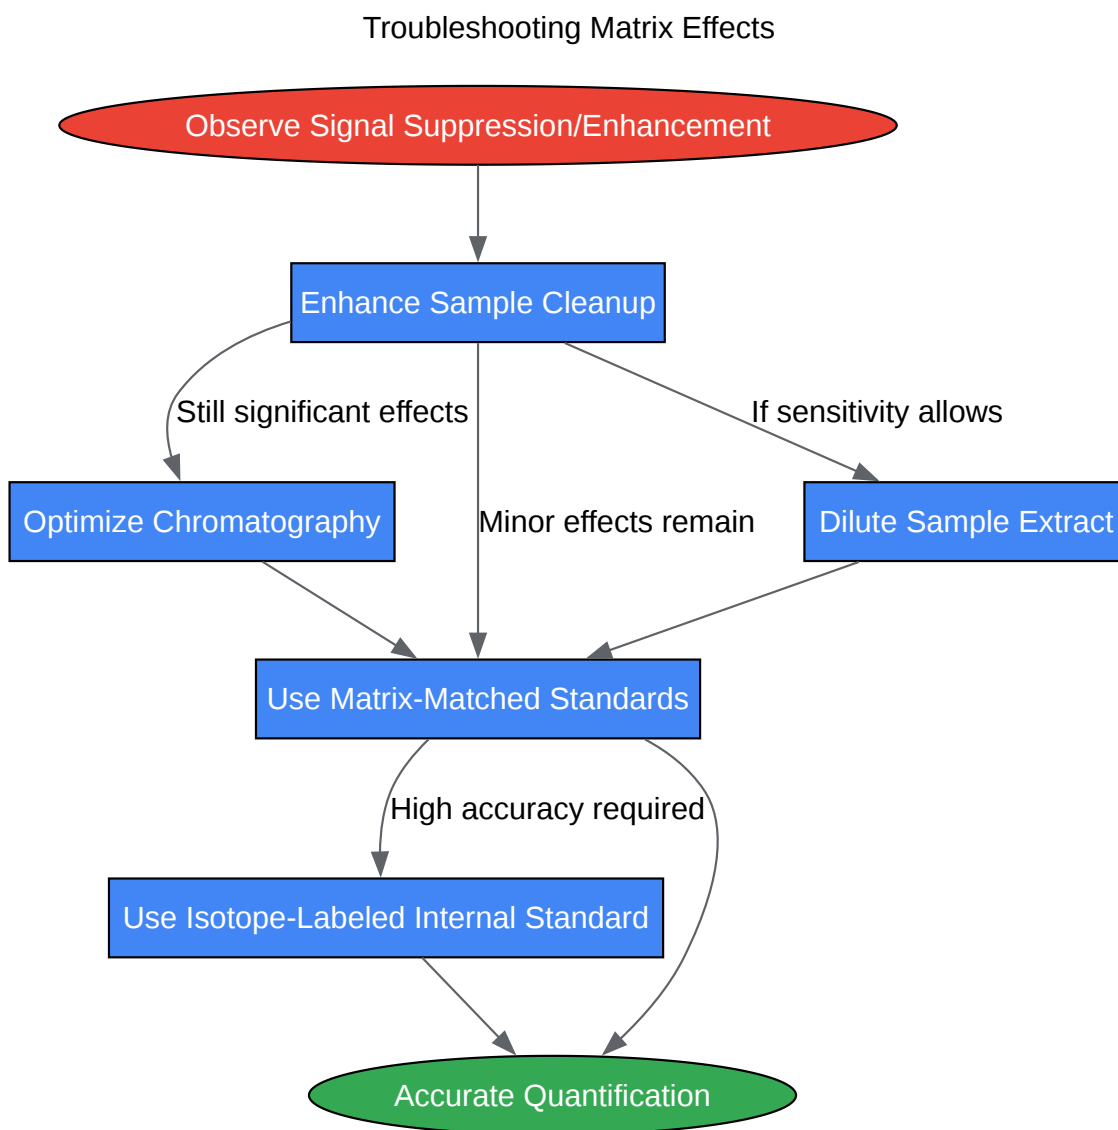 Troubleshooting Matrix Effects
Observe Signal Suppression/Enhancement
Enhance Sample Cleanup
Still significant effects
If sensitivity allows
Optimize Chromatography
Minor effects remain
Dilute Sample Extract
Use Matrix-Matched Standards
High accuracy required
Use Isotope-Labeled Internal Standard
Accurate Quantification